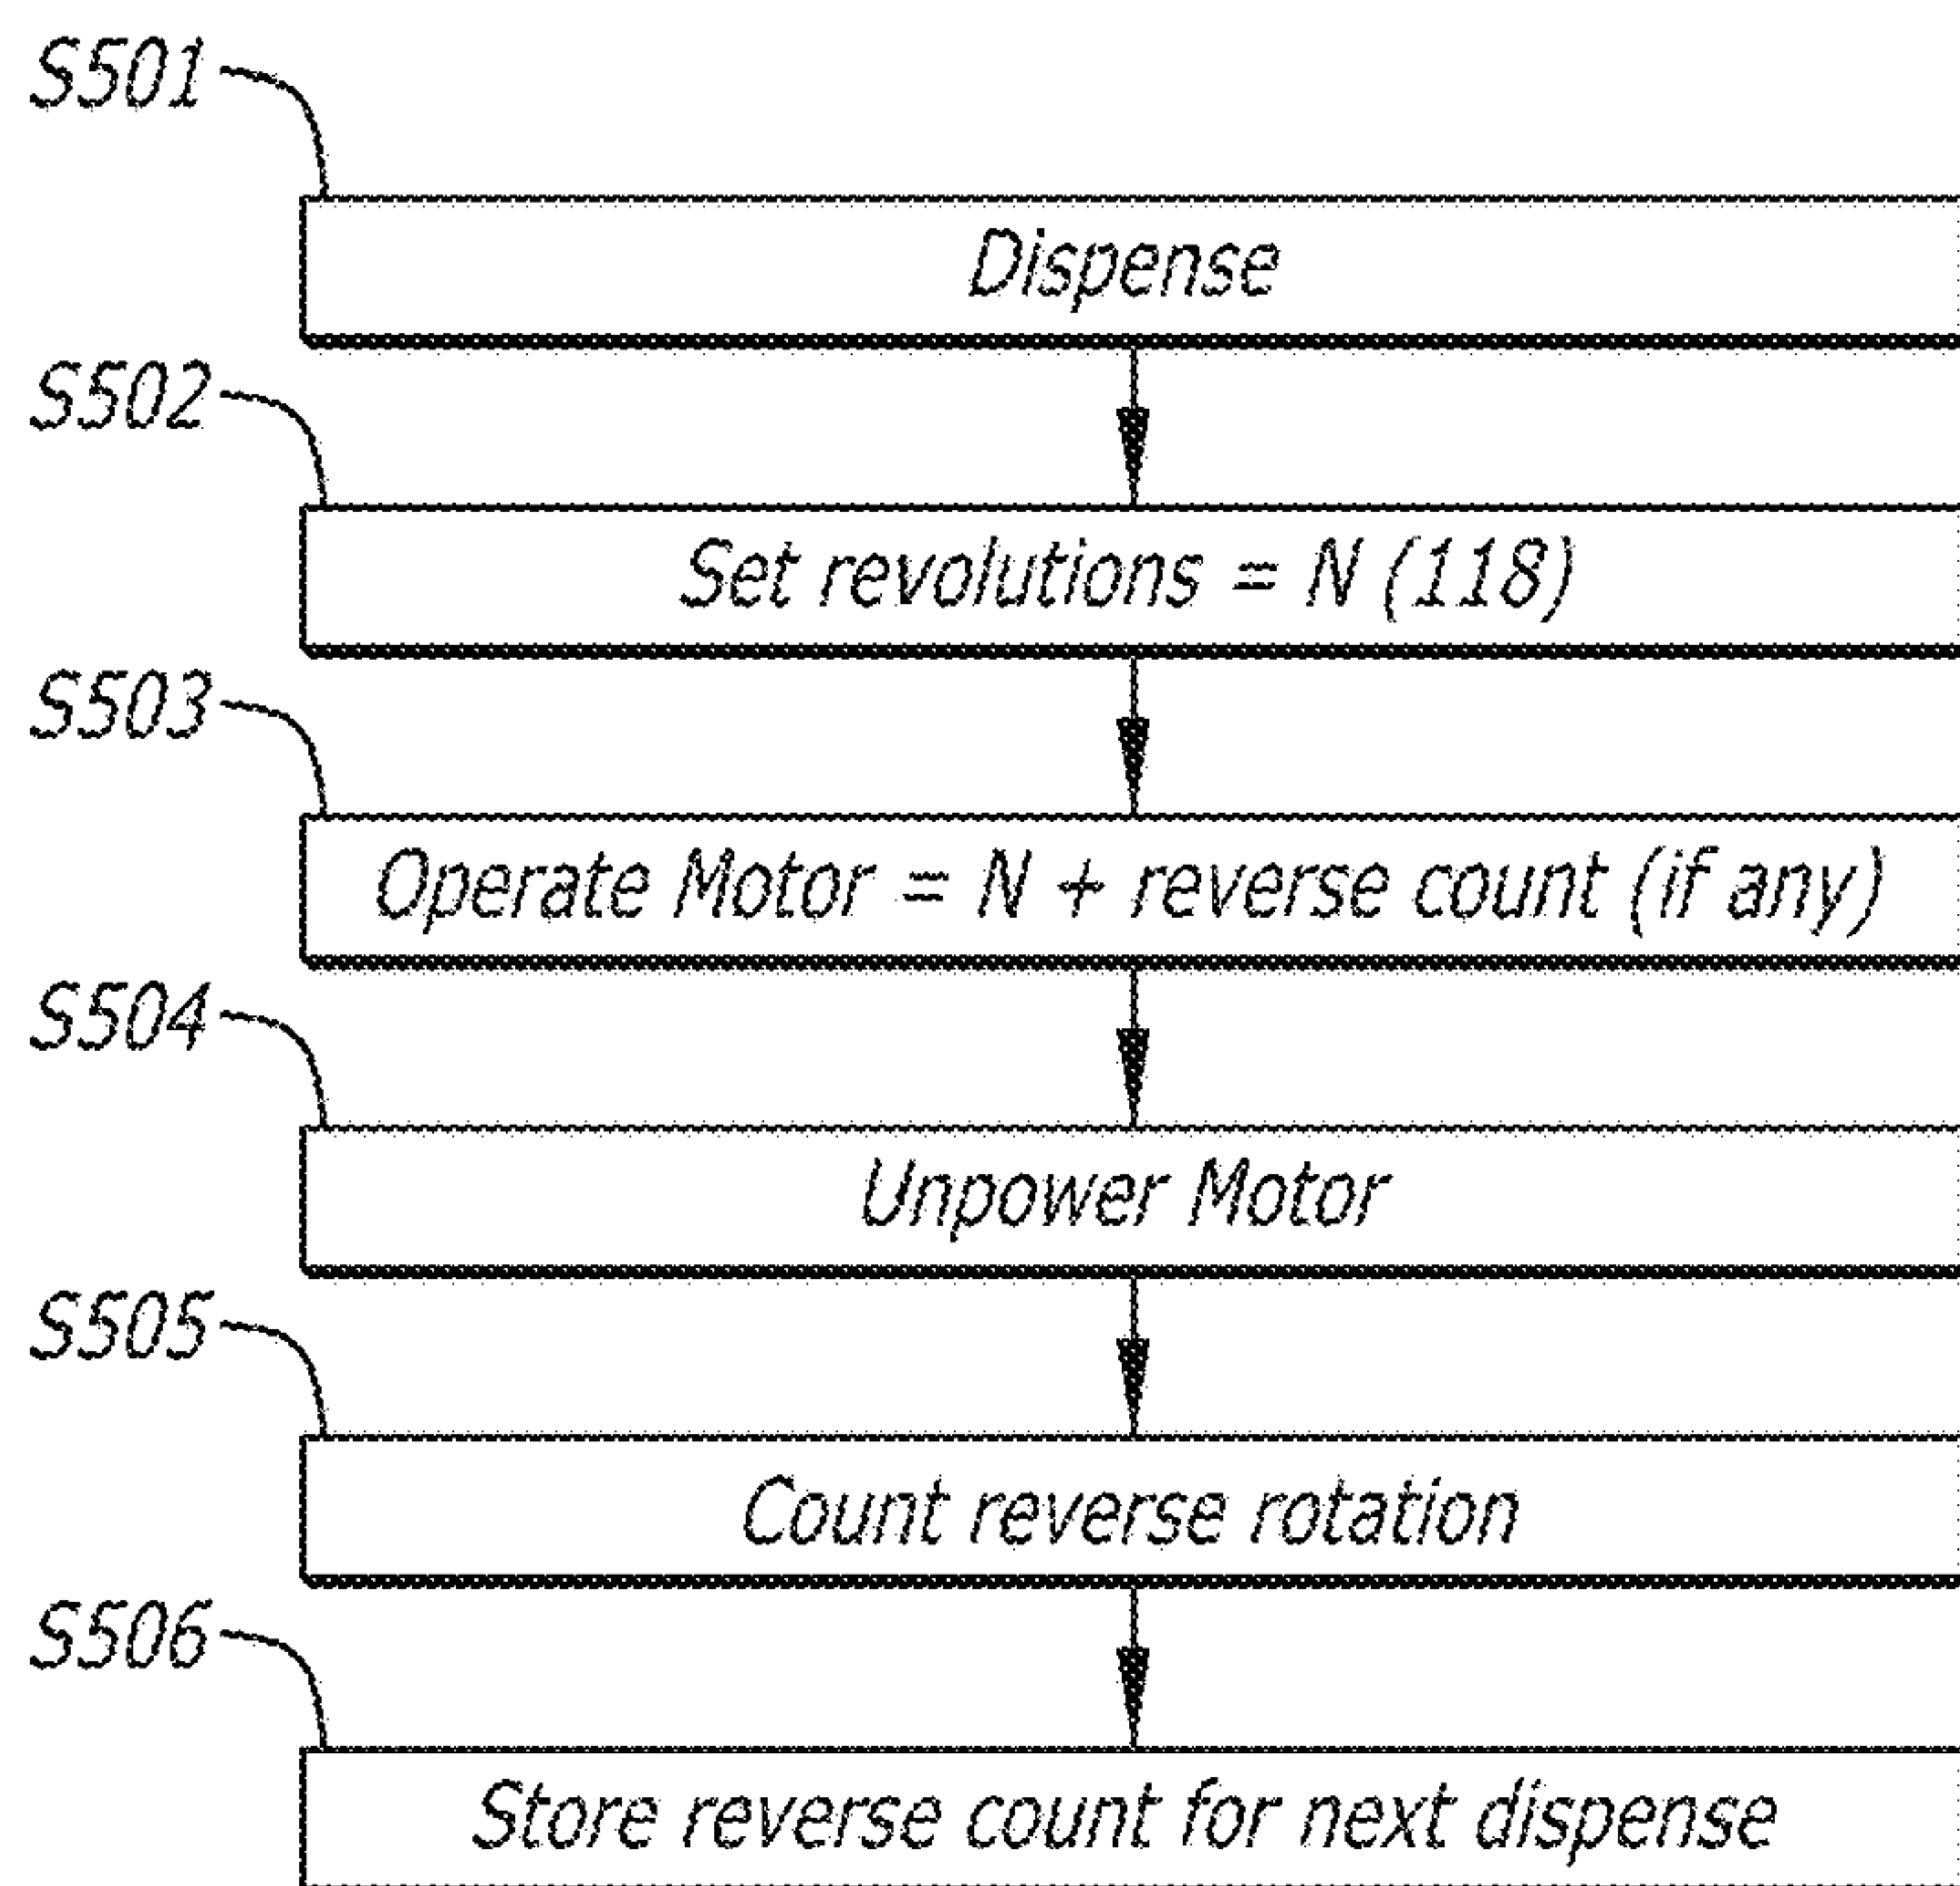 S501
Dispense
S502
Set revolutions = N (118)
S503
Operate Motor = N + reverse count (if any)
S504
Unpower Motor
S505
Count reverse rotation
S506
Store reverse count for next dispense